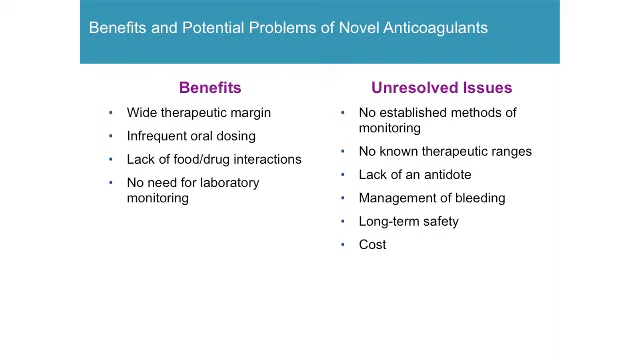 Benefits and Potential Problems of Novel Anticoagulants
Benefits
• Wide therapeutic margin
• Infrequent oral dosing
• Lack of food/drug interactions
• No need for laboratory
monitoring
Unresolved Issues
• No established methods of
monitoring
• No known therapeutic ranges
• Lack of an antidote
• Management of bleeding
• Long-term safety
• Cost